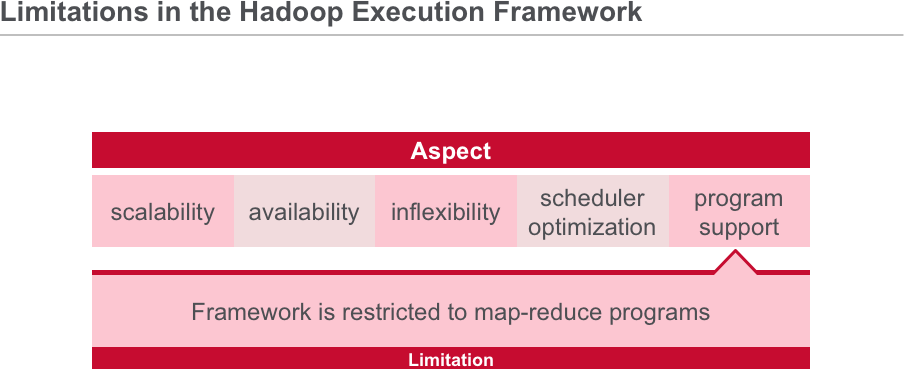 Limitations in the Hadoop Execution Framework
Aspect
scalability
availability
inflexibility
scheduler
optimization
program
support
Framework is restricted to map-reduce programs
Limitation